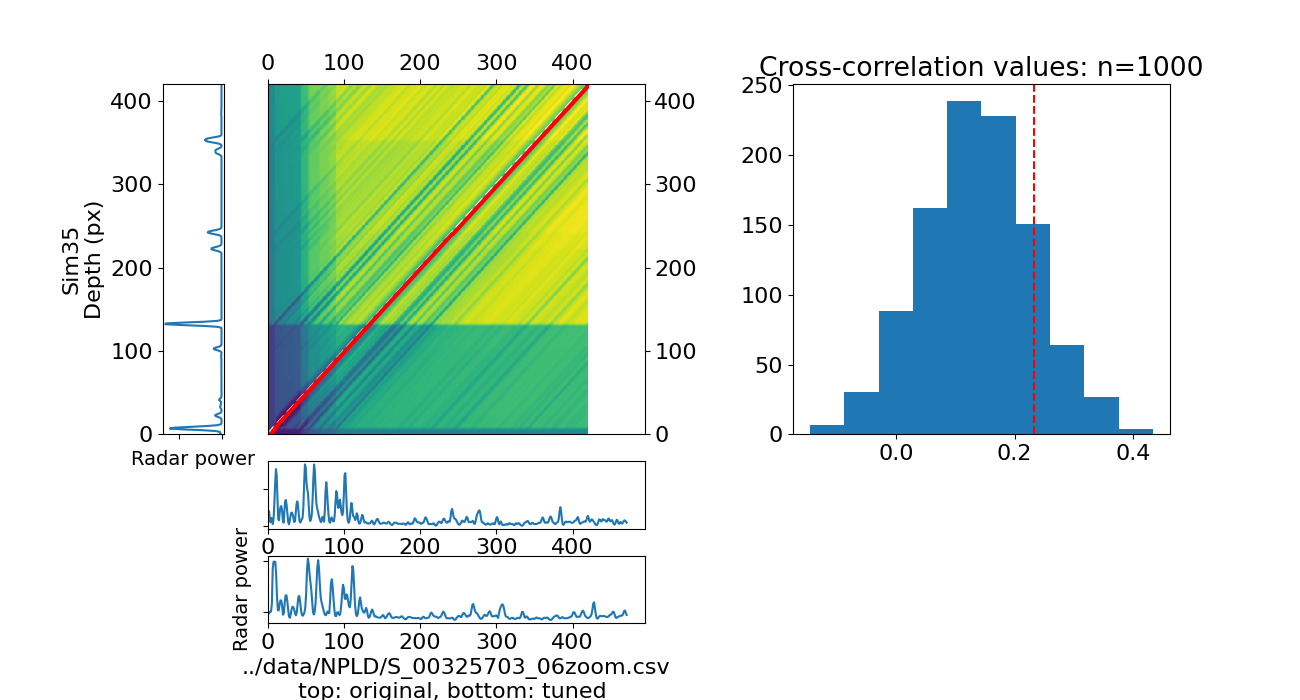 0 100 200 300 400
Cross-correlation values: n=1000
400
300
200
100
0
Sim35
Depth (px)
Radar power
400
300
200
100
0
250
200
150
100
50
0
0.0 0.2 0.4
0 100 200 300 400
Radar power
0 100 200 300 400
../data/NPLD/S_00325703_06zoom.csv
top: original, bottom: tuned